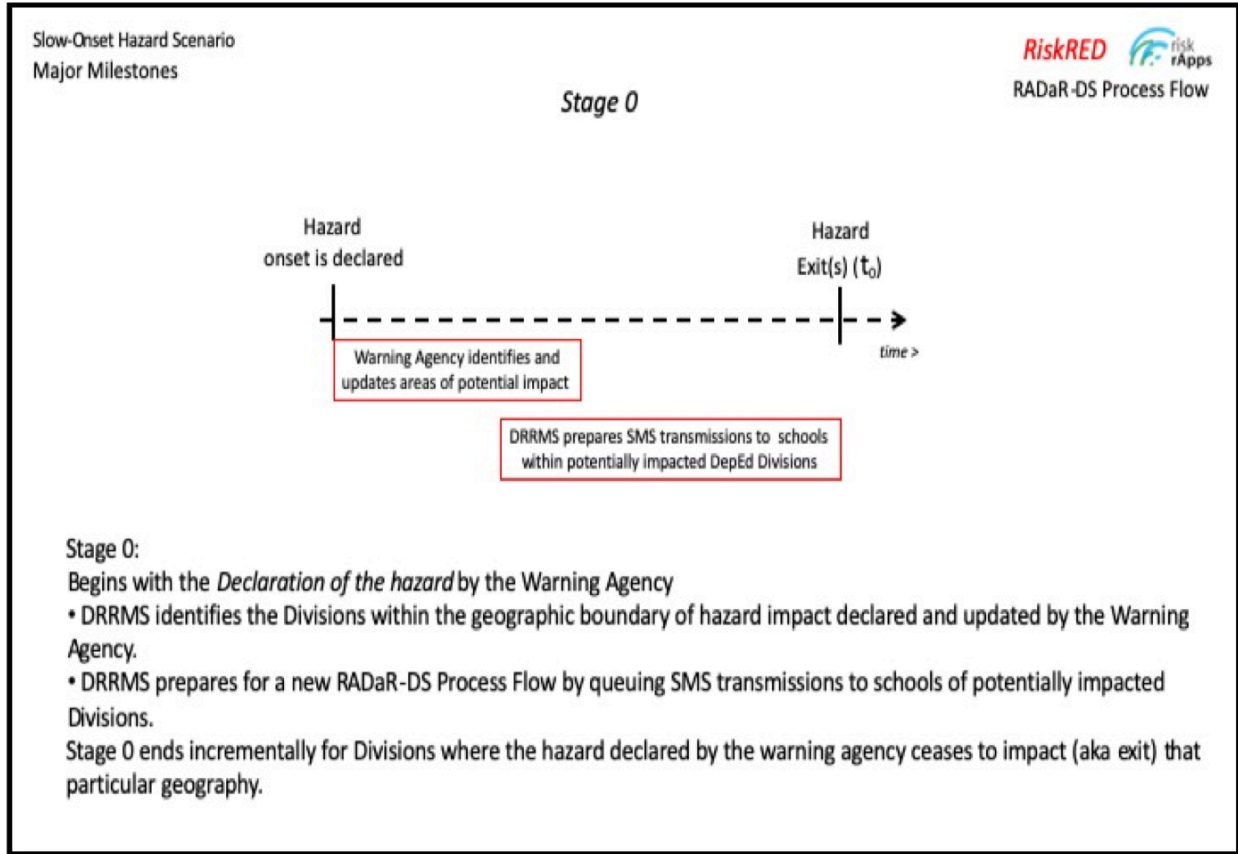 Slow-Onset Hazard Scenario
Major Milestones
RiskRED
risk
rApps
RADaR-DS Process Flow
Stage 0
Hazard
onset is declared
Hazard
Exit(s) (t₀)
time >
Warning Agency identifies and
updates areas of potential impact
DRRMS prepares SMS transmissions to schools
within potentially impacted DepEd Divisions
Stage 0:
Begins with the Declaration of the hazard by the Warning Agency
• DRRMS identifies the Divisions within the geographic boundary of hazard impact declared and updated by the Warning
Agency.
• DRRMS prepares for a new RADaR-DS Process Flow by queuing SMS transmissions to schools of potentially impacted
Divisions.
Stage 0 ends incrementally for Divisions where the hazard declared by the warning agency ceases to impact (aka exit) that
particular geography.